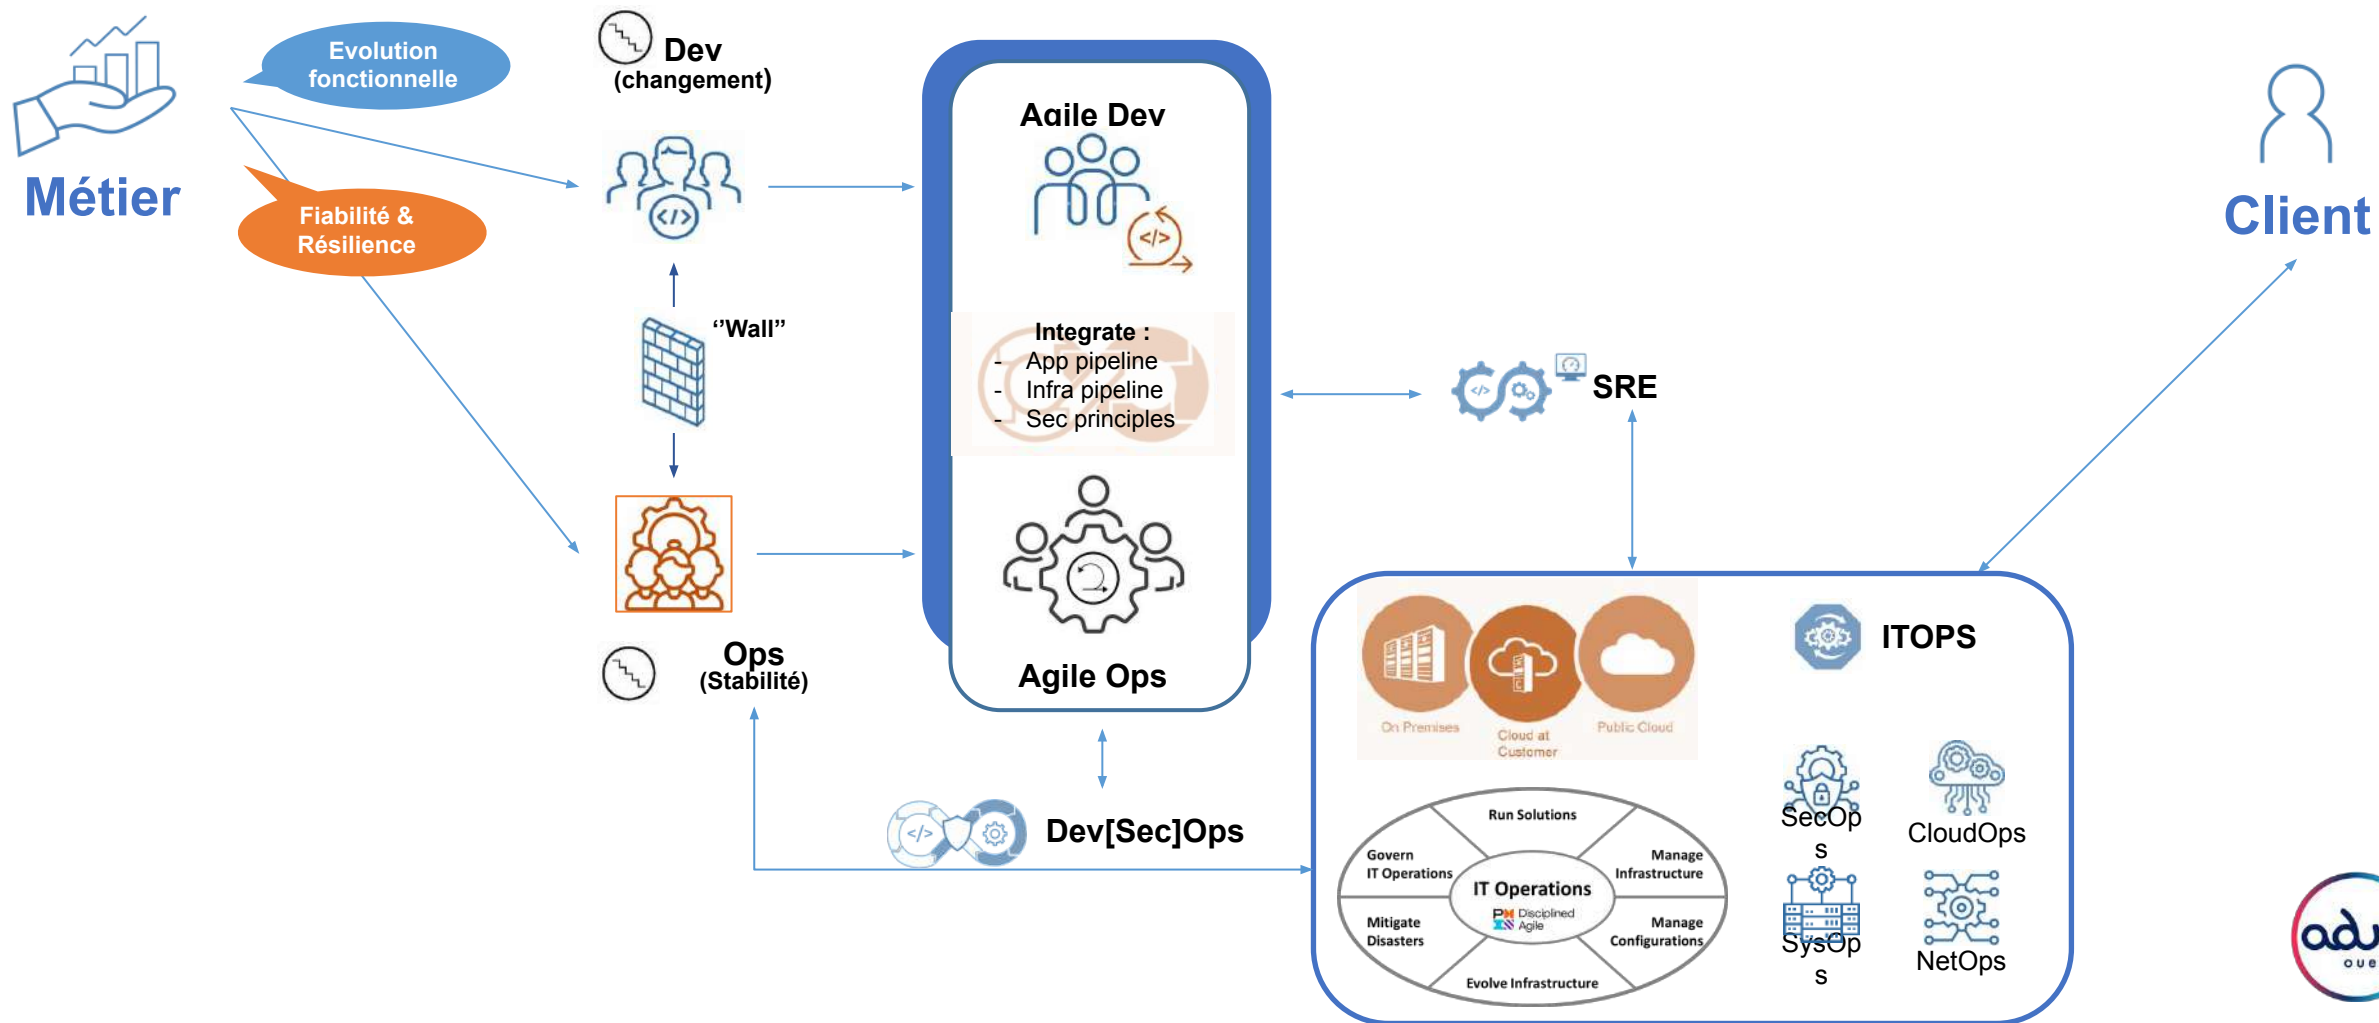 Métier
Evolution
fonctionnelle
Fiabilité &
Résilience
Dev
(changement)
‘’Wall’’
Ops
(Stabilité)
Agile Dev
Integrate :
- App pipeline
- Infra pipeline
- Sec principles
Agile Ops
Dev[Sec]Ops
SRE
Client
On Premises
Cloud at
Customer
Public Cloud
ITOPS
Run Solutions
Govern
IT Operations
Manage
Infrastructure
IT Operations
Disciplined
Agile
Mitigate
Disasters
Manage
Configurations
Evolve Infrastructure
SecOp
s
CloudOps
SysOp
s
NetOps